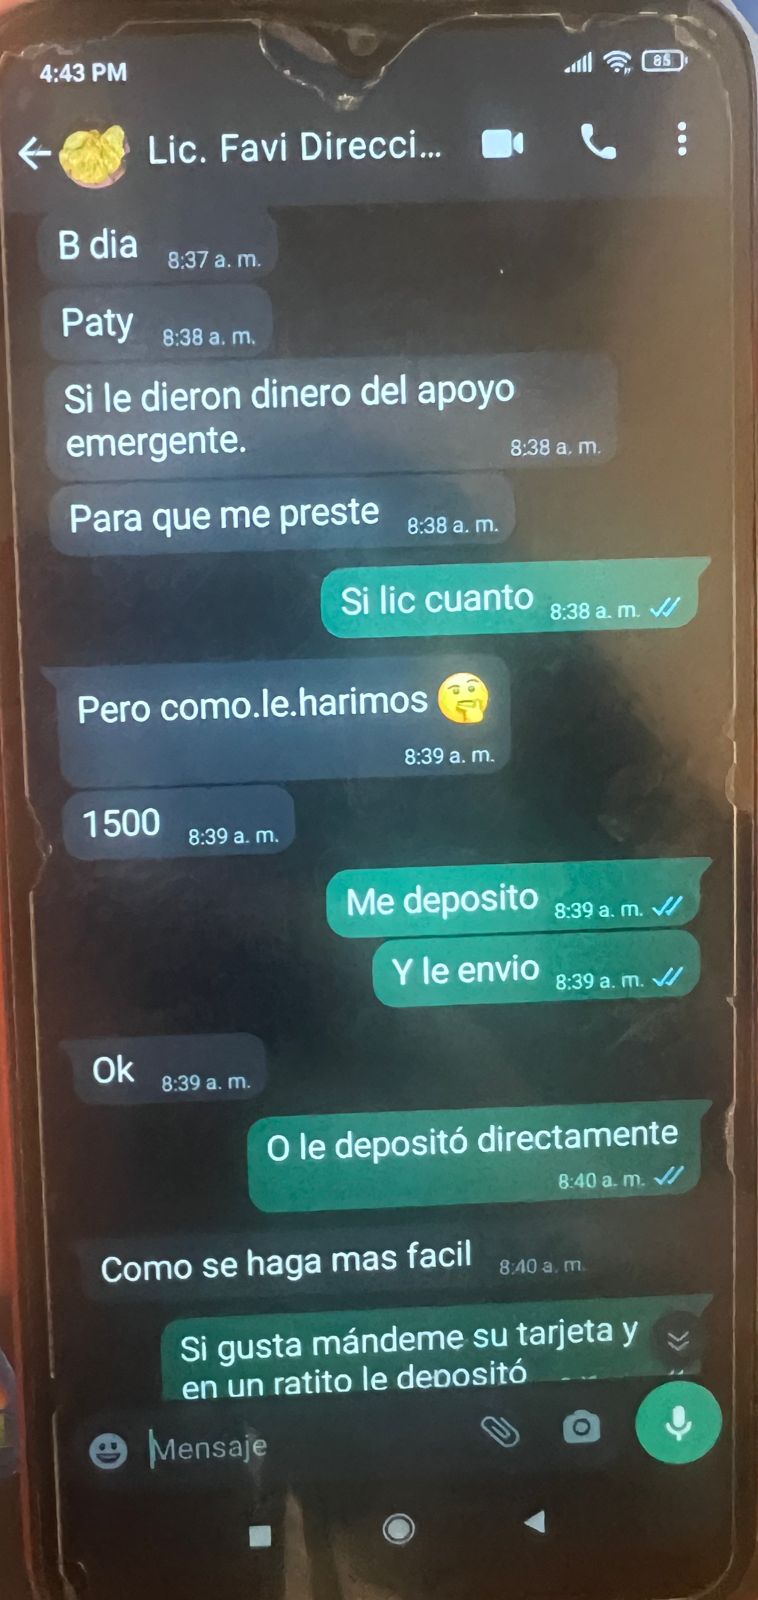 4:43 PM
85
Lic. Favi Direcci...
B dia 8:37 a. m.
Paty 8:38 a. m.
Si le dieron dinero del apoyo
emergente. 8:38 a. m.
Para que me preste 8:38 a. m.
Si lic cuanto 8:38 a. m.
Pero como.le.harimos 🤔
8:39 a. m.
1500 8:39 a. m.
Me deposito 8:39 a. m.
Y le envio 8:39 a. m.
Ok 8:39 a. m.
O le depositó directamente
8:40 a. m.
Como se haga mas facil 8:40 a. m.
Si gusta mándeme su tarjeta y
en un ratito le depositó
Mensaje